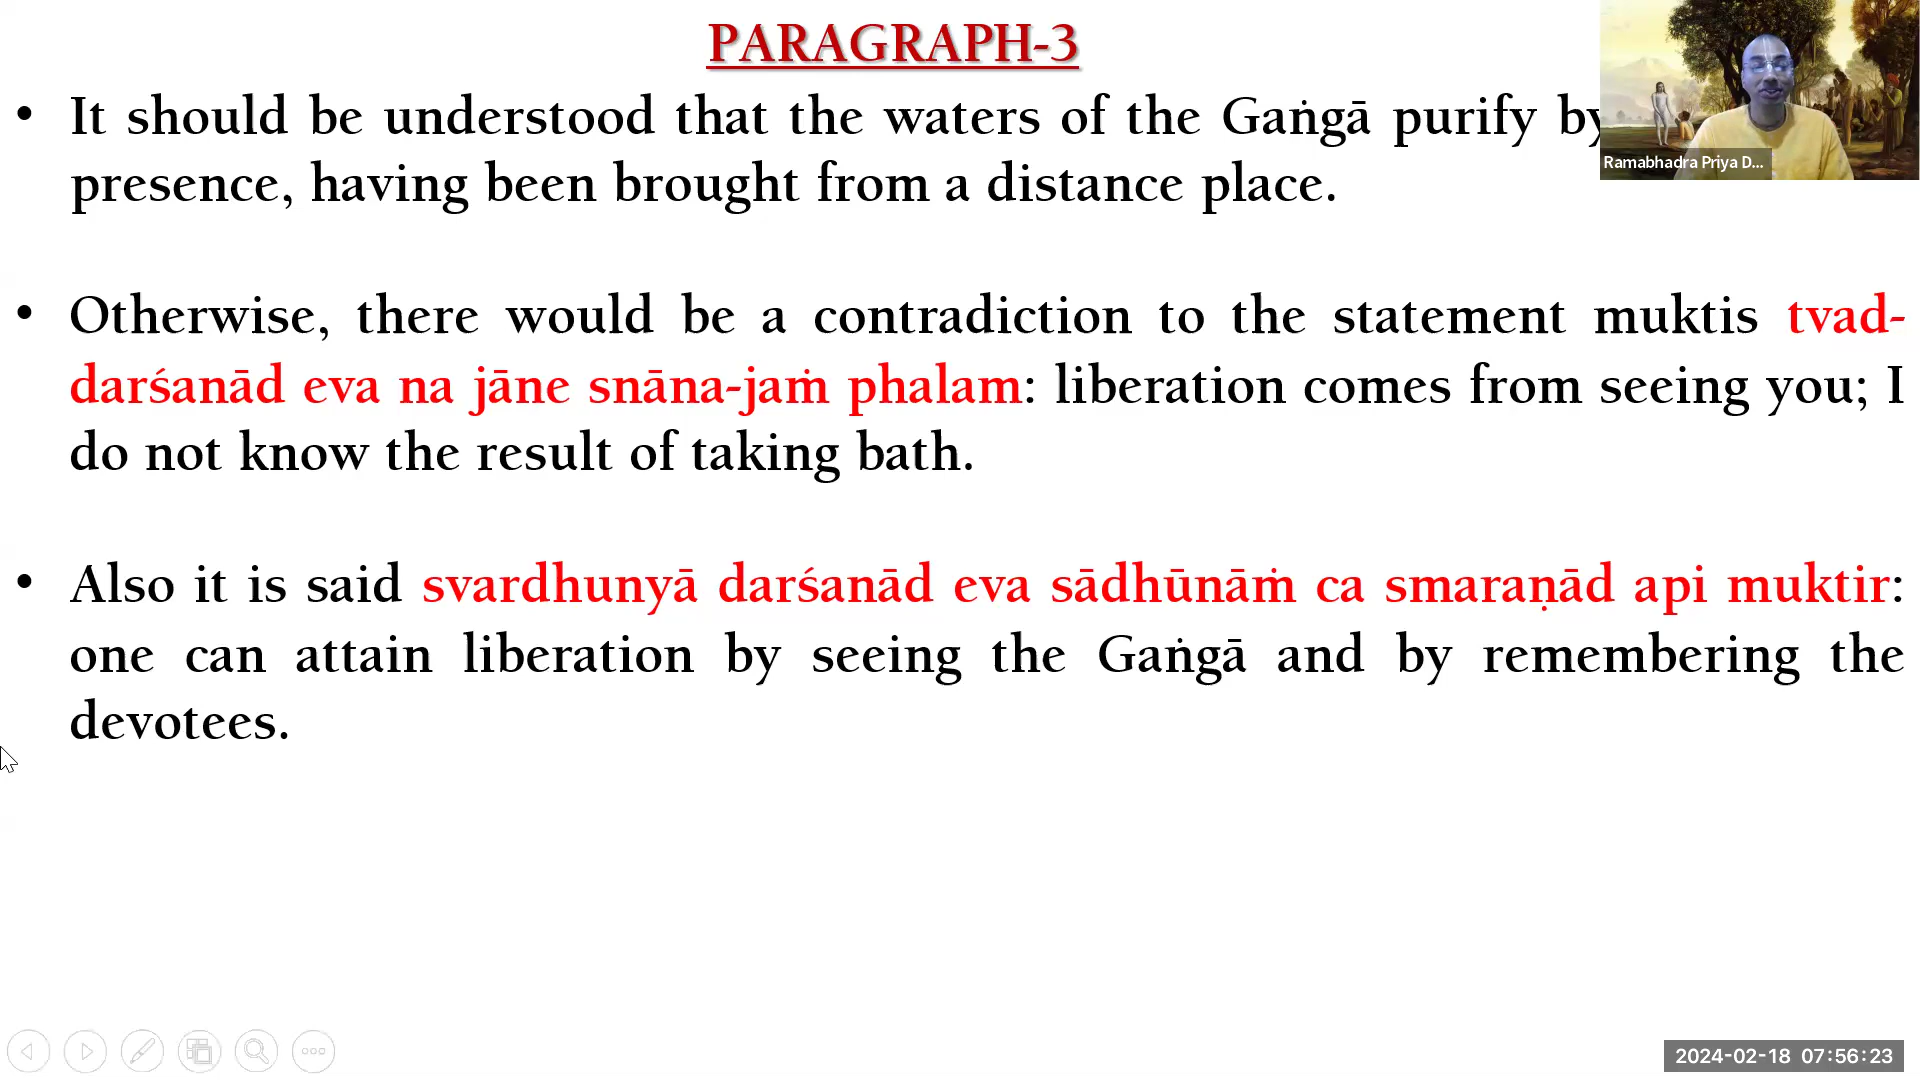 PARAGRAPH-3
• It should be understood that the waters of the Gaṅgā purify
presence, having been brought from a distance place.
• Otherwise, there would be a contradiction to the statement muktis tvad-
darśanād eva na jāne snāna-jaṁ phalam: liberation comes from seeing you; I
do not know the result of taking bath.
• Also it is said svardhunyā darśanād eva sādhūnāṁ ca smaraṇād api muktir:
one can attain liberation by seeing the Gaṅgā and by remembering the
devotees.
Ramabhadra Priya D...
2024-02-18 07:56:23